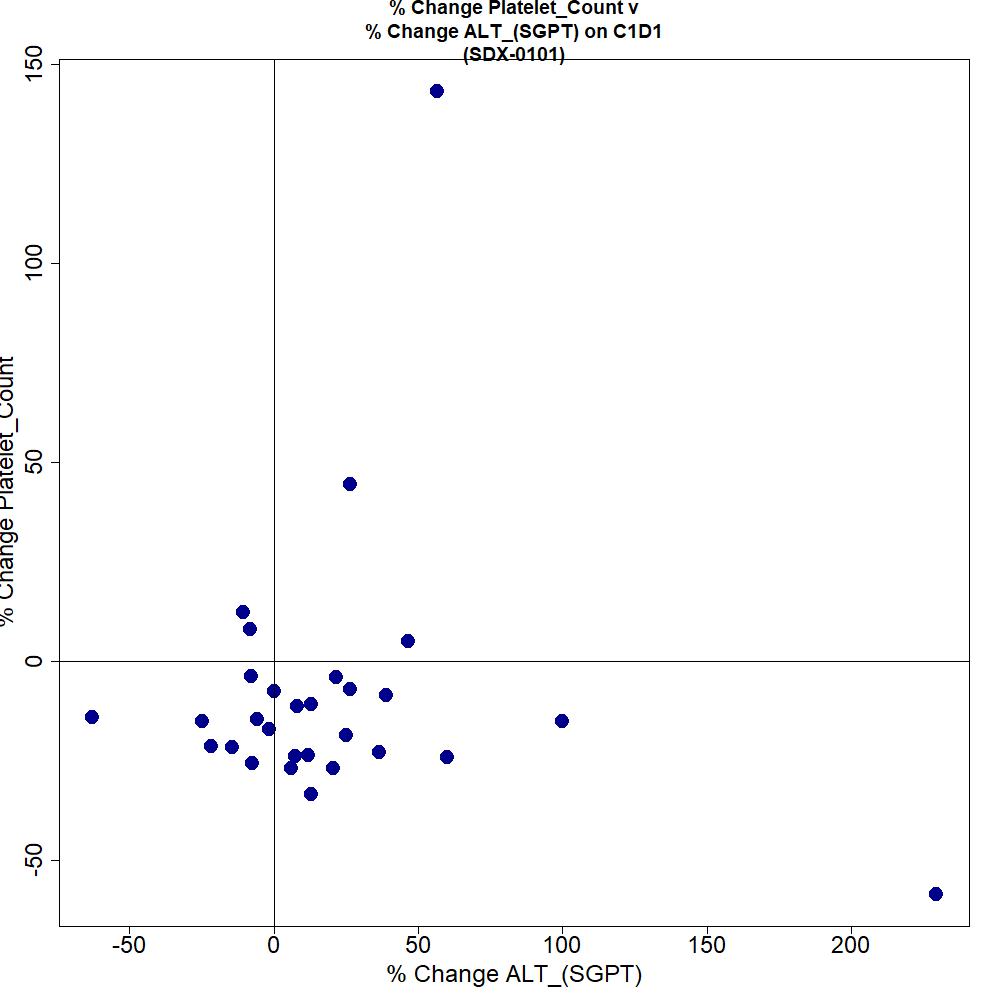 % Change Platelet_Count v
% Change ALT_(SGPT) on C1D1
(SDX-0101)
150
100
50
0
-50
% Change Platelet_Count
-50
0
50
100
150
200
% Change ALT_(SGPT)